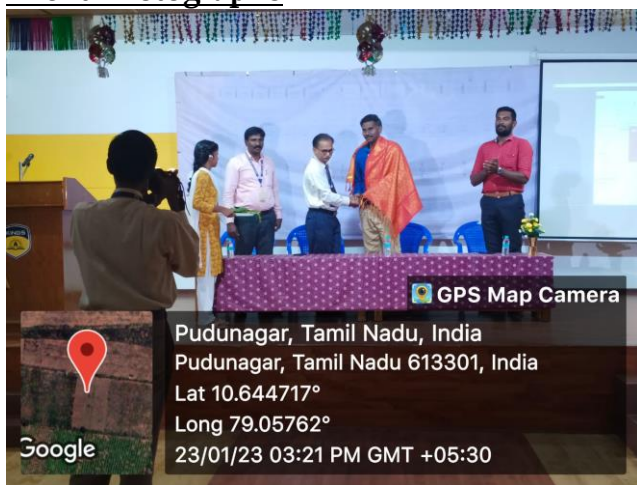 GPS Map Camera
Pudunagar, Tamil Nadu, India
Pudunagar, Tamil Nadu 613301, India
Lat 10.644717°
Long 79.05762°
23/01/23 03:21 PM GMT +05:30
Google